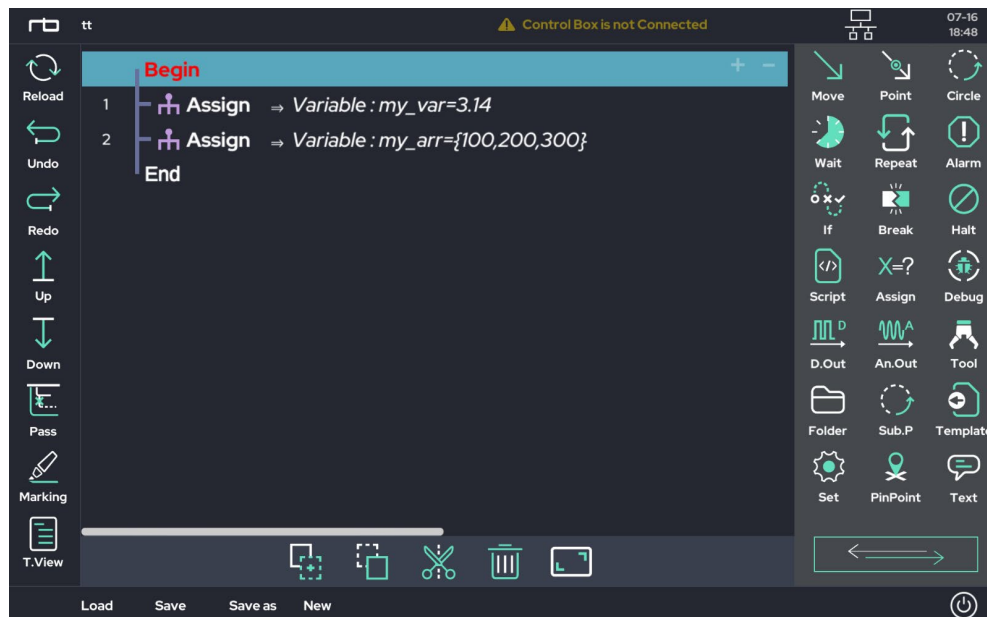 tt
Control Box is not Connected
07-16
18:48
Reload
Undo
Redo
Up
Down
Pass
Marking
T.View
Begin + -
1 Assign ⇒ Variable : my_var=3.14
2 Assign ⇒ Variable : my_arr={100,200,300}
End
Move Point Circle
Wait Repeat Alarm
If Break Halt
</> X=?
Script Assign Debug
D A
D.Out An.Out Tool
Folder Sub.P Templat
Set PinPoint Text
Load Save Save as New